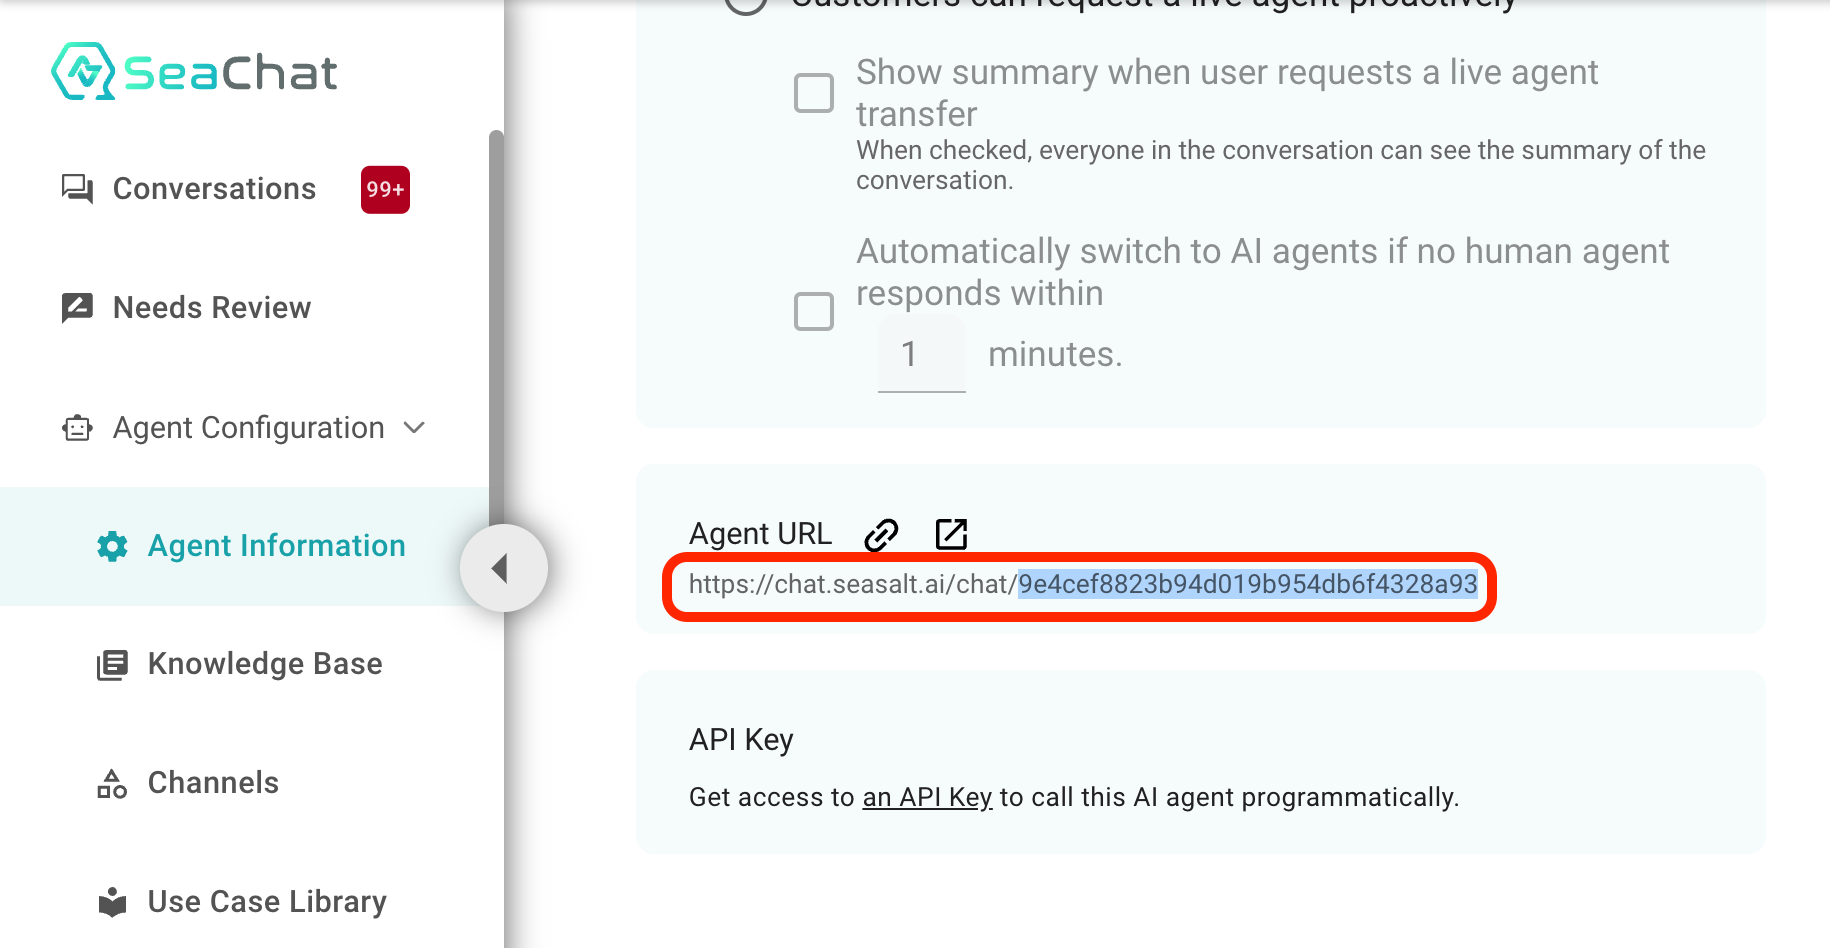 SeaChat
Conversations 99+
Needs Review
Agent Configuration
Agent Information
Knowledge Base
Channels
Use Case Library
Customers can request a live agent proactively
Show summary when user requests a live agent
transfer
When checked, everyone in the conversation can see the summary of the
conversation.
Automatically switch to AI agents if no human agent
responds within
1 minutes.
Agent URL
https://chat.seasalt.ai/chat/9e4cef8823b94d019b954db6f4328a93
API Key
Get access to an API Key to call this AI agent programmatically.